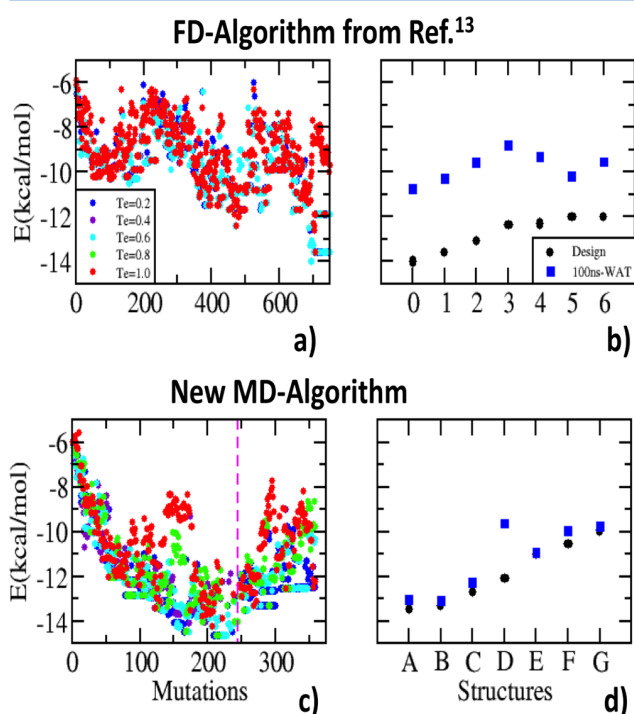 FD-Algorithm from Ref.13
E(kcal/mol)
-6
-8
-10
-12
-14
Te=0.2
Te=0.4
Te=0.6
Te=0.8
Te=1.0
0 200 400 600
a)
Design
100ns-WAT
0 1 2 3 4 5 6
b)
New MD-Algorithm
E(kcal/mol)
-6
-8
-10
-12
-14
0 100 200 300
Mutations
c)
A B C D E F G
Structures
d)